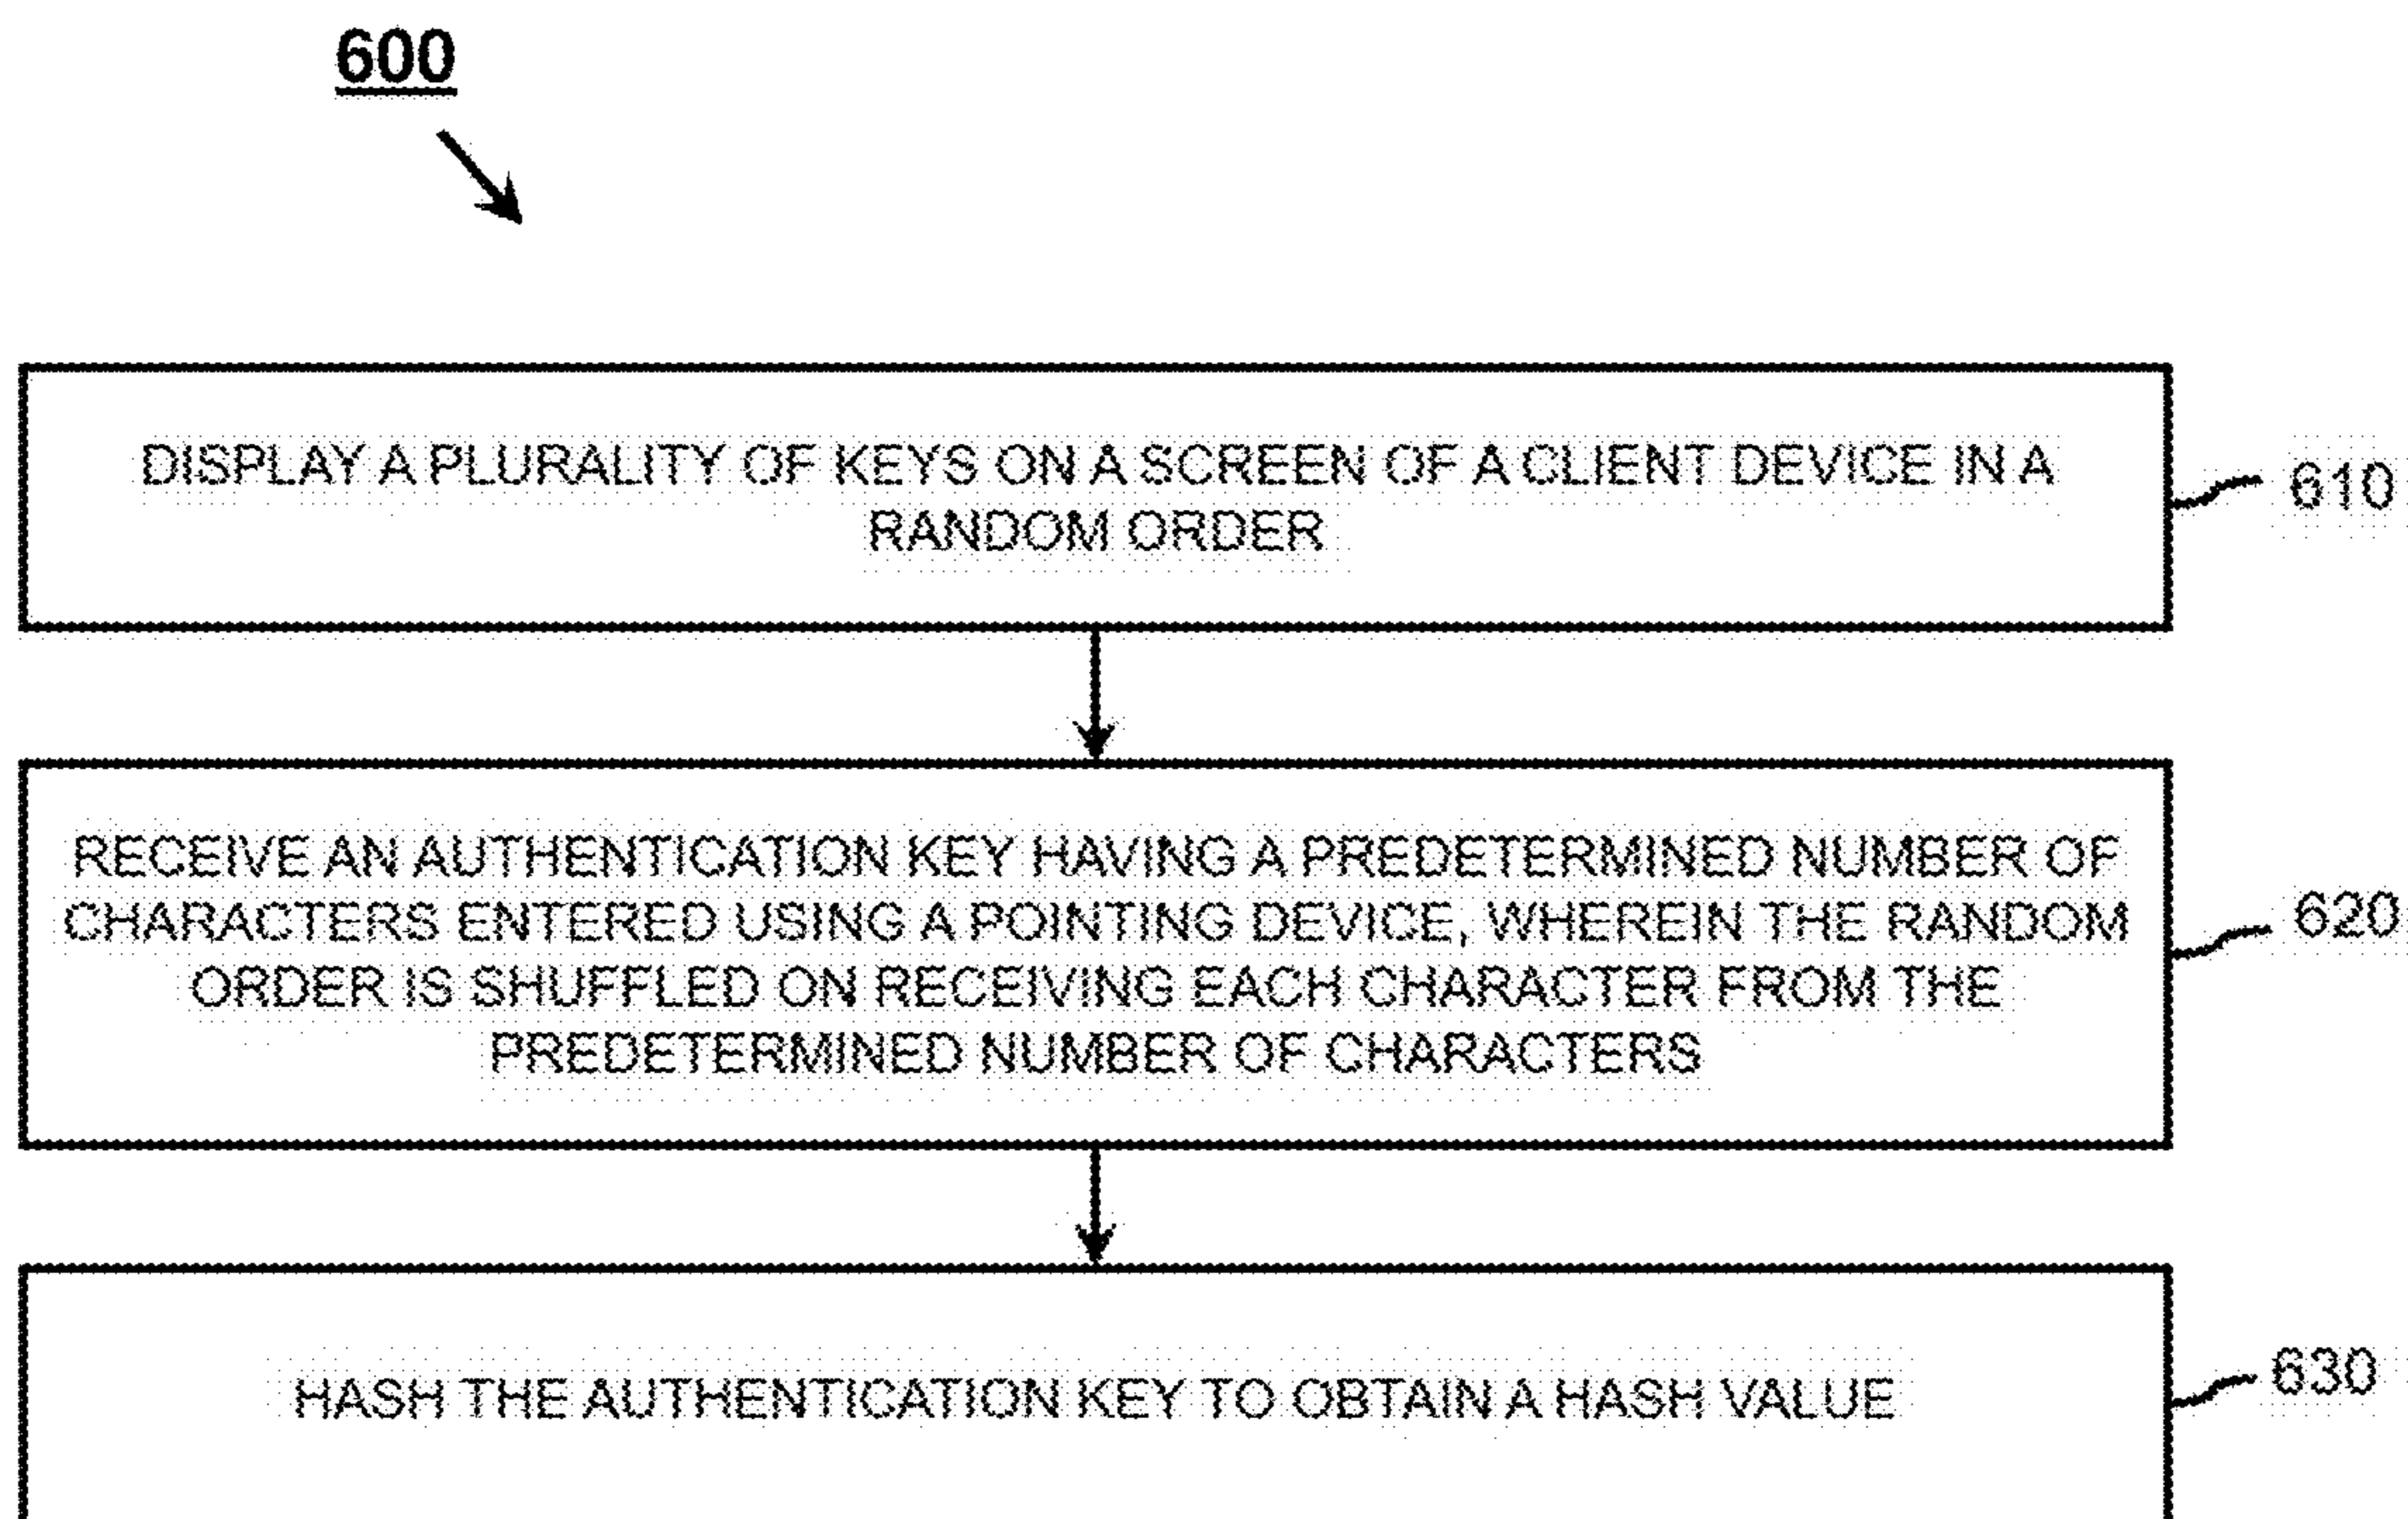 600
DISPLAY A PLURALITY OF KEYS ON A SCREEN OF A CLIENT DEVICE IN A
RANDOM ORDER
610
RECEIVE AN AUTHENTICATION KEY HAVING A PREDETERMINED NUMBER OF
CHARACTERS ENTERED USING A POINTING DEVICE, WHEREIN THE RANDOM
ORDER IS SHUFFLED ON RECEIVING EACH CHARACTER FROM THE
PREDETERMINED NUMBER OF CHARACTERS
620
HASH THE AUTHENTICATION KEY TO OBTAIN A HASH VALUE
630